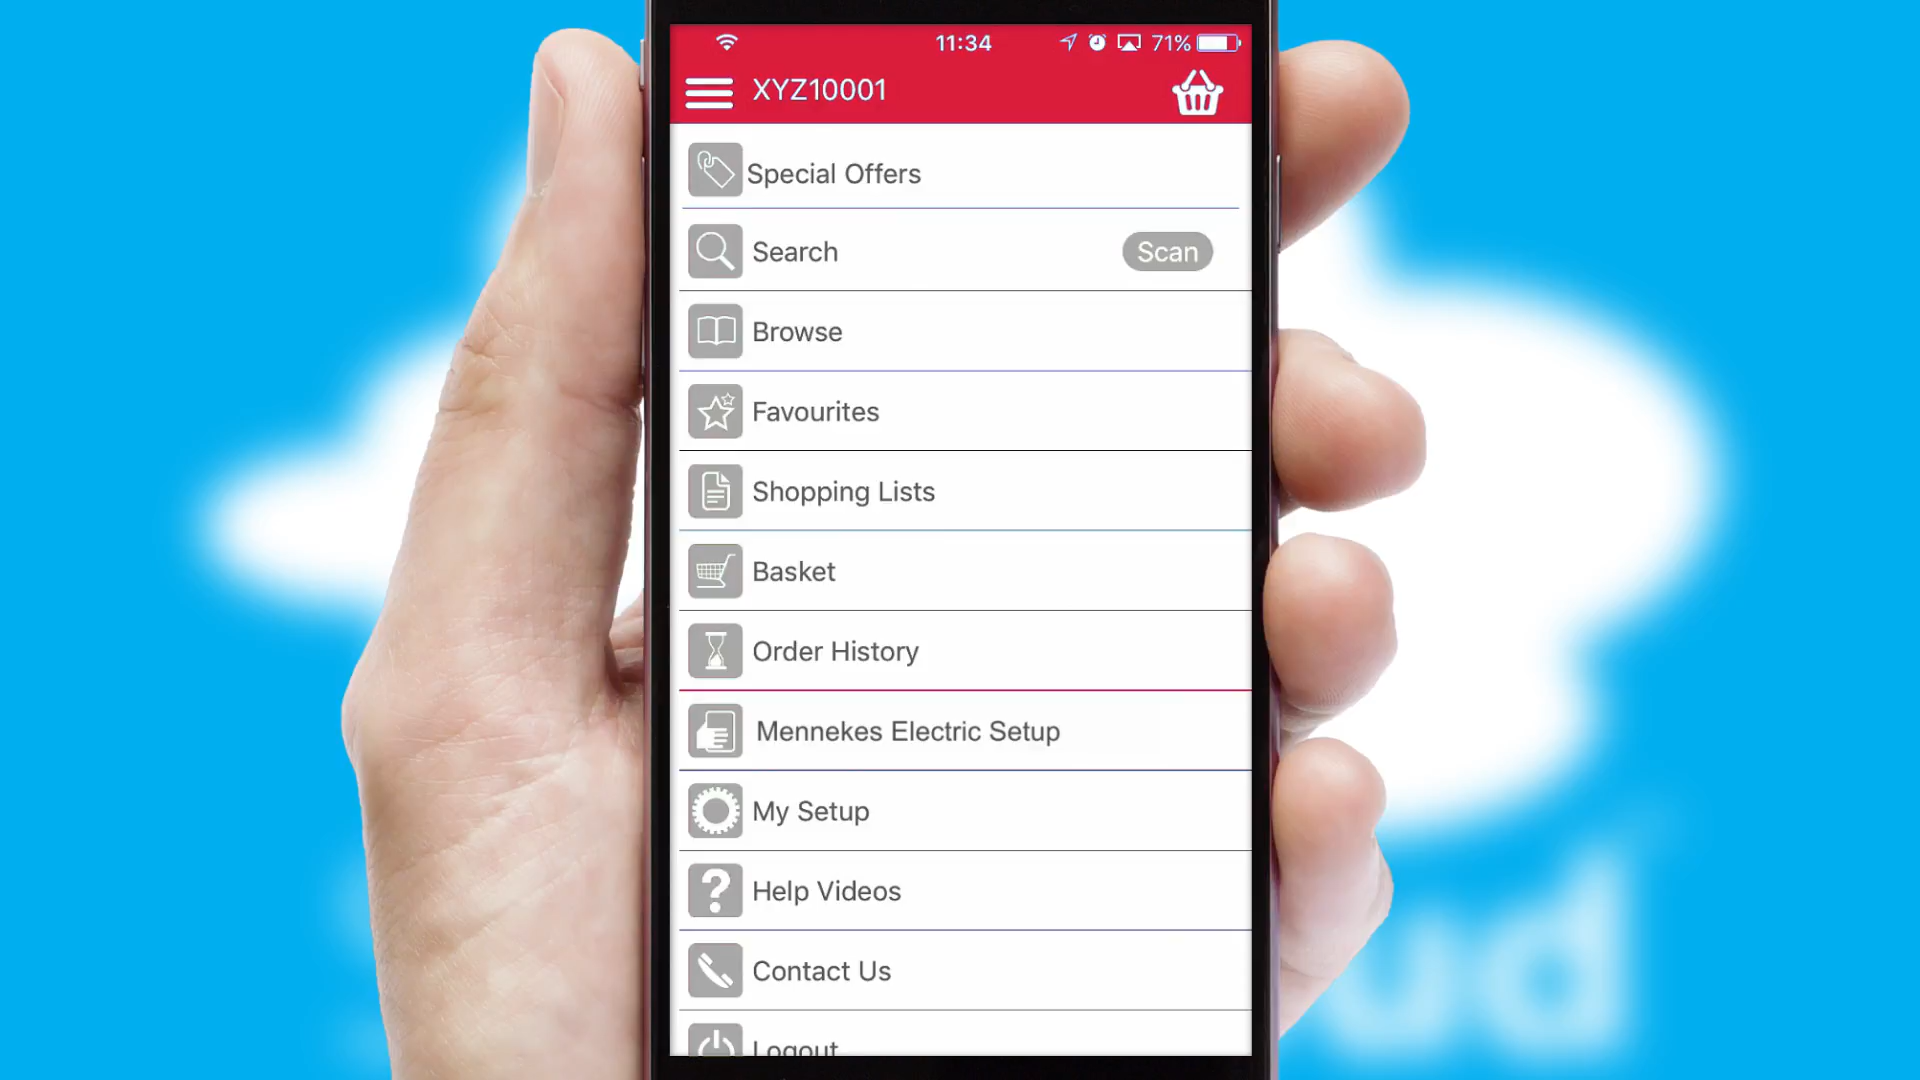 11:34
71%
XYZ10001
Special Offers
Search
Scan
Browse
Favourites
Shopping Lists
Basket
Order History
Mennekes Electric Setup
My Setup
Help Videos
Contact Us
Logout
ud